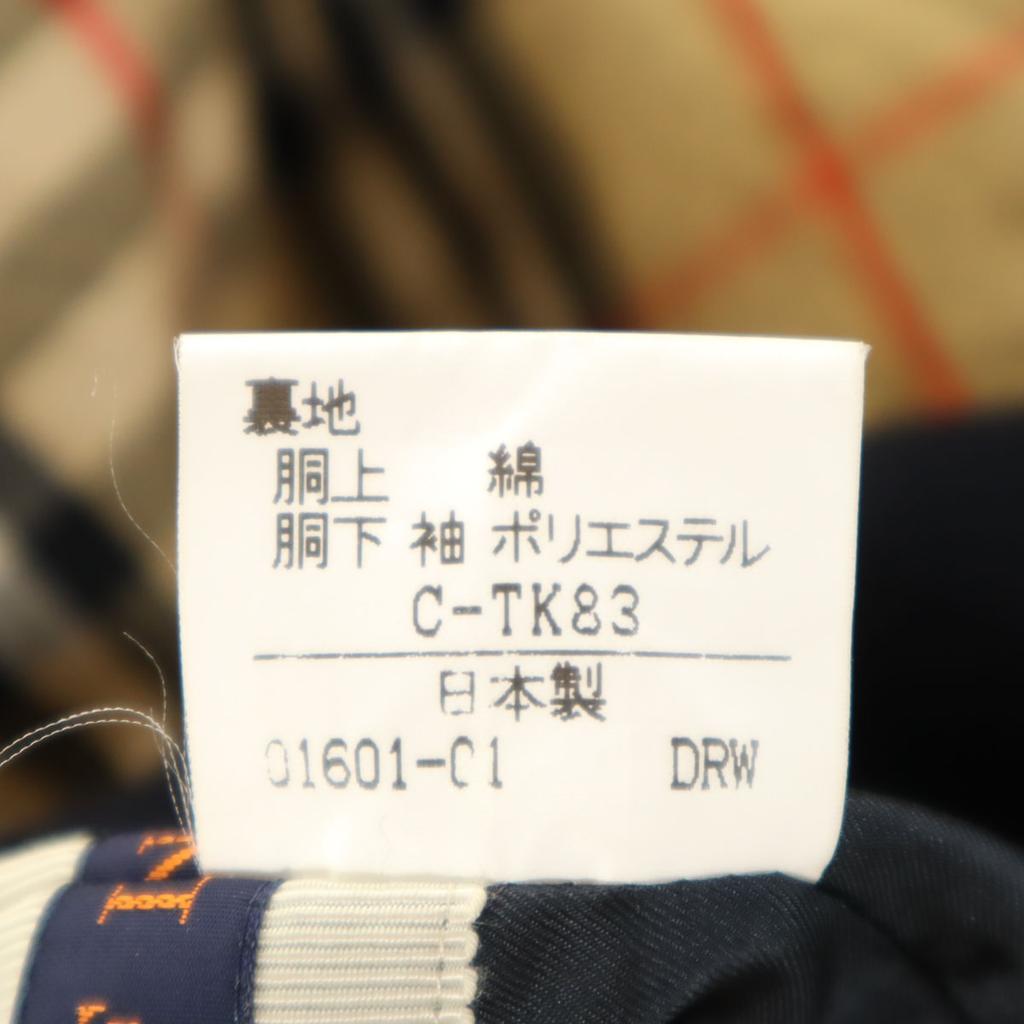 裏地
胴上 綿
胴下 袖 ポリエステル
C-TK83
日本製
01601-01 DRW